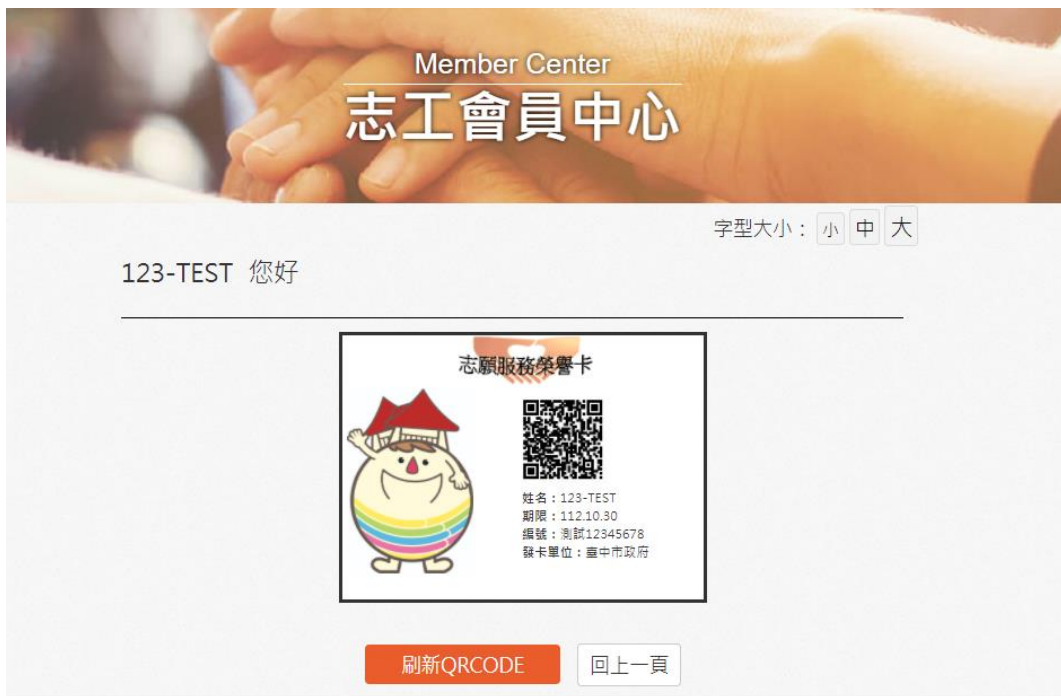 Member Center
志工會員中心
字型大小： 小 中 大
123-TEST 您好
志願服務榮譽卡
姓名：123-TEST
期限：112.10.30
編號：測試12345678
發卡單位：臺中市政府
刷新QRCODE 回上一頁